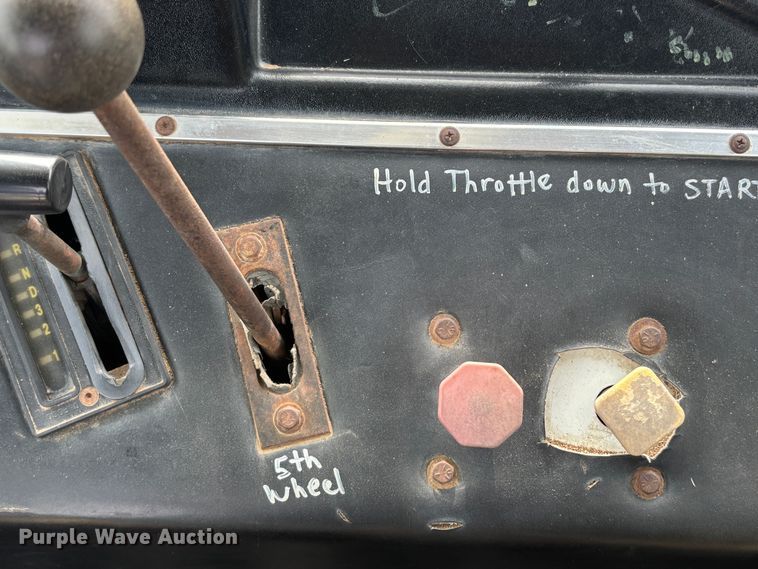 Hold Throttle down to START
R
N
D
3
2
1
5th
wheel
Purple Wave Auction